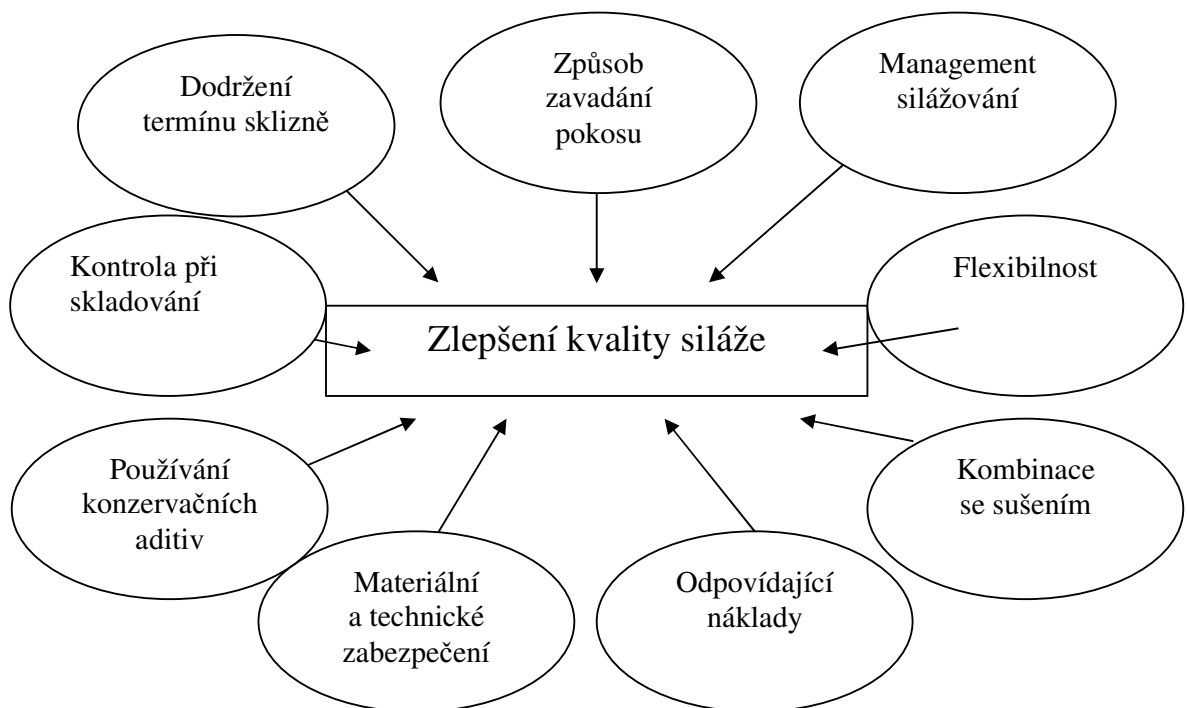 Dodržení
termínu sklizně
Způsob
zavadání
pokosu
Management
silážování
Kontrola při
skladování
Zlepšení kvality siláže
Flexibilnost
Používání
konzervačních
aditiv
Materiální
a technické
zabezpečení
Odpovídající
náklady
Kombinace
se sušením